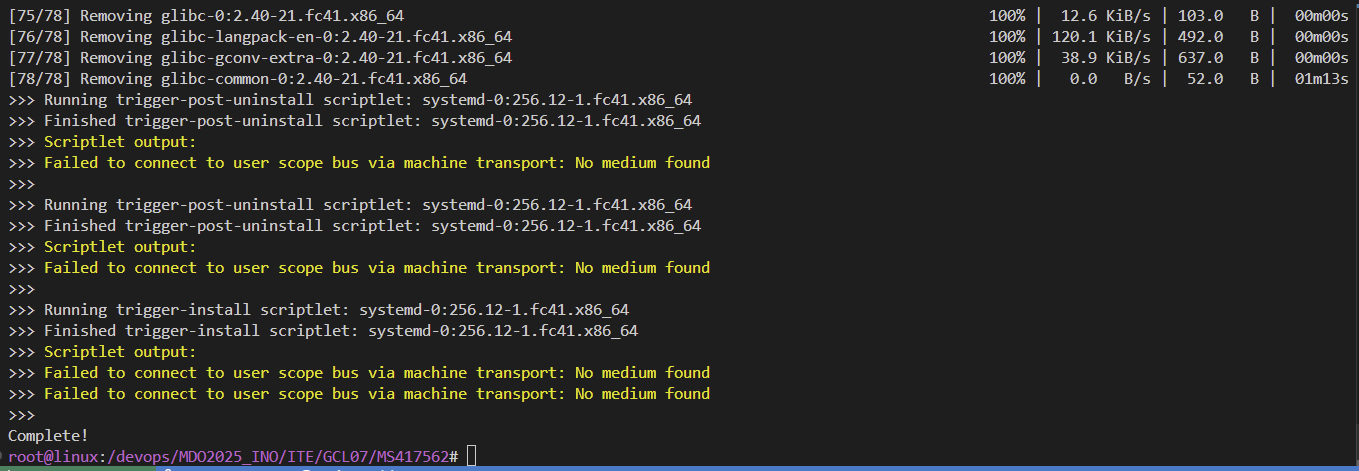 [75/78] Removing glibc-0:2.40-21.fc41.x86_64 100% | 12.6 KiB/s | 103.0 B | 00m00s
[76/78] Removing glibc-langpack-en-0:2.40-21.fc41.x86_64 100% | 120.1 KiB/s | 492.0 B | 00m00s
[77/78] Removing glibc-gconv-extra-0:2.40-21.fc41.x86_64 100% | 38.9 KiB/s | 637.0 B | 00m00s
[78/78] Removing glibc-common-0:2.40-21.fc41.x86_64 100% | 0.0 B/s | 52.0 B | 01m13s
>>> Running trigger-post-uninstall scriptlet: systemd-0:256.12-1.fc41.x86_64
>>> Finished trigger-post-uninstall scriptlet: systemd-0:256.12-1.fc41.x86_64
>>> Scriptlet output:
>>> Failed to connect to user scope bus via machine transport: No medium found
>>>
>>> Running trigger-post-uninstall scriptlet: systemd-0:256.12-1.fc41.x86_64
>>> Finished trigger-post-uninstall scriptlet: systemd-0:256.12-1.fc41.x86_64
>>> Scriptlet output:
>>> Failed to connect to user scope bus via machine transport: No medium found
>>>
>>> Running trigger-install scriptlet: systemd-0:256.12-1.fc41.x86_64
>>> Finished trigger-install scriptlet: systemd-0:256.12-1.fc41.x86_64
>>> Scriptlet output:
>>> Failed to connect to user scope bus via machine transport: No medium found
>>> Failed to connect to user scope bus via machine transport: No medium found
>>>
Complete!
root@linux:/devops/MDO2025_INO/ITE/GCL07/MS417562#